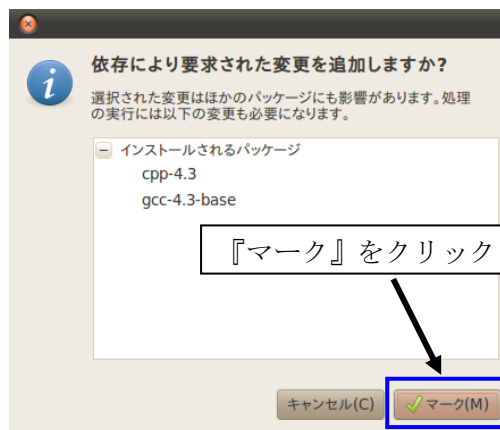 依存により要求された変更を追加しますか?
選択された変更はほかのパッケージにも影響があります。処理
の実行には以下の変更も必要になります。
インストールされるパッケージ
cpp-4.3
gcc-4.3-base
『マーク』をクリック
キャンセル(C)
マーク(M)